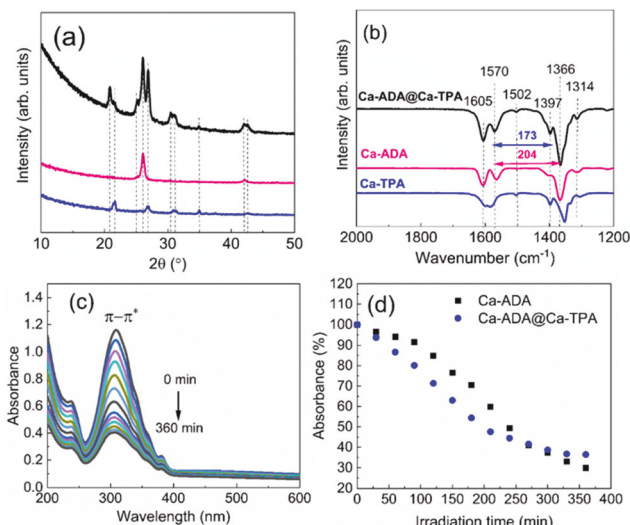 (a)
Intensity (arb. units)
10 20 30 40 50
2θ (°)
(b)
Intensity (arb. units)
1605 1570 1502 1397 1366 1314
Ca-ADA@Ca-TPA
173
Ca-ADA
204
Ca-TPA
2000 1800 1600 1400 1200
Wavenumber (cm-1)
(c)
π–π*
0 min
360 min
Absorbance
1.4
1.2
1.0
0.8
0.6
0.4
0.2
0.0
200 300 400 500 600
Wavelength (nm)
(d)
Ca-ADA
Ca-ADA@Ca-TPA
Absorbance (%)
120
110
100
90
80
70
60
50
40
30
20
0 50 100 150 200 250 300 350 400
Irradiation time (min)